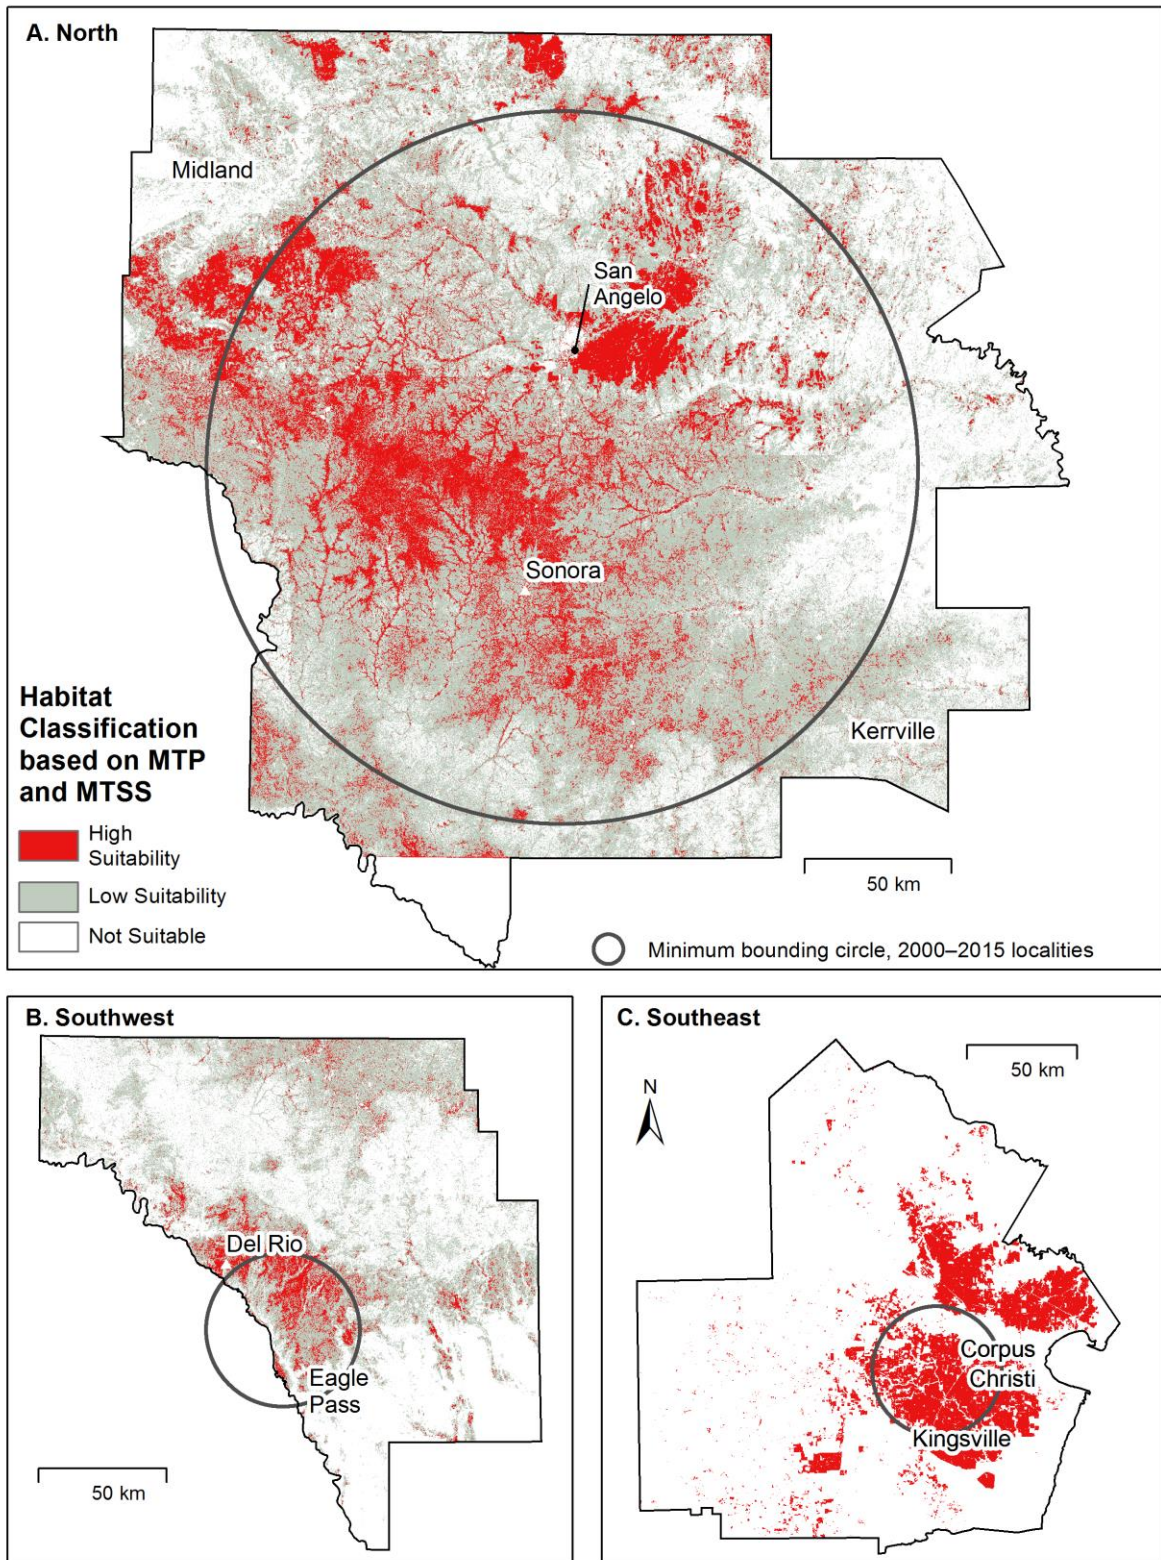 A. North
Midland
San
Angelo
Sonora
Kerrville
Habitat
Classification
based on MTP
and MTSS
High
Suitability
Low Suitability
Not Suitable
50 km
Minimum bounding circle, 2000–2015 localities
B. Southwest
Del Rio
Eagle
Pass
50 km
C. Southeast
50 km
N
Corpus
Christi
Kingsville